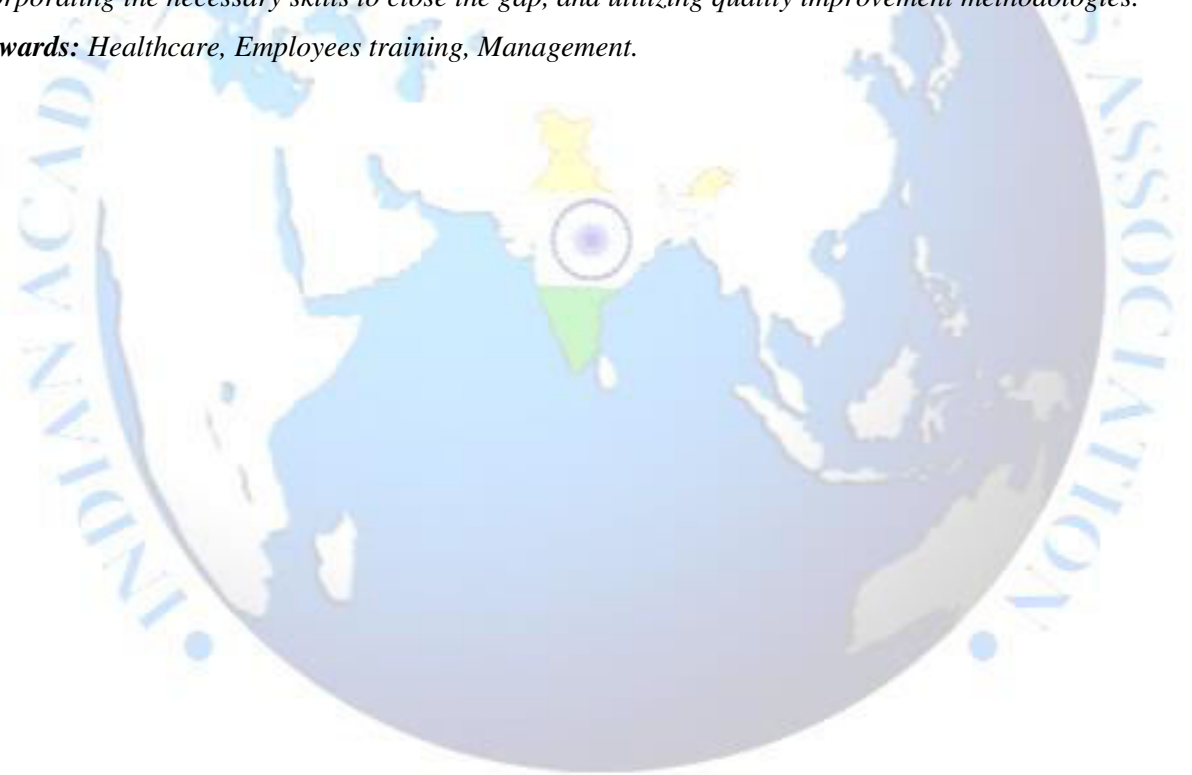 orporating the necessary skills to close the gap, and utilizing quality improvement methodologies.
wards: Healthcare, Employees training, Management.
INDIAN ACAD
S ASSOCIATION